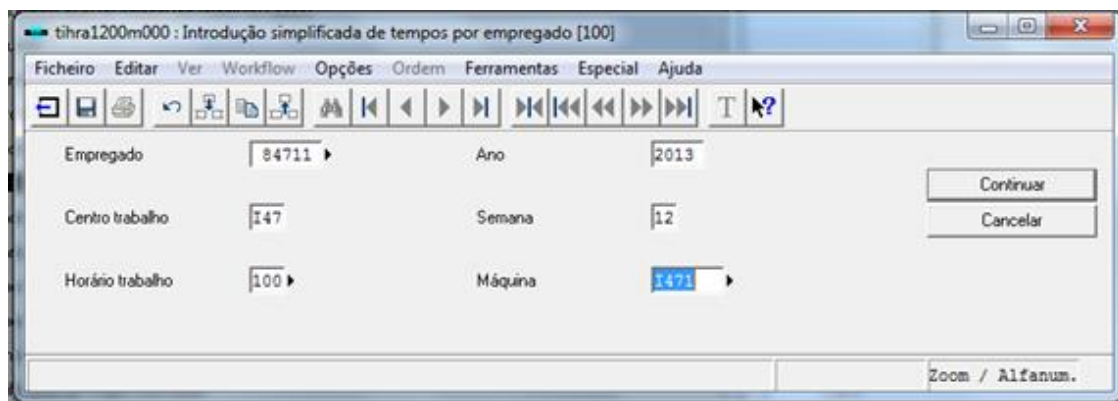 tihra1200m000 : Introdução simplificada de tempos por empregado [100]
Ficheiro Editar Ver Workflow Opções Ordem Ferramentas Especial Ajuda
Empregado 84711 Ano 2013
Continuar
Centro trabalho I47 Semana 12
Cancelar
Horário trabalho 100 Máquina I471
Zoom / Alfanum.